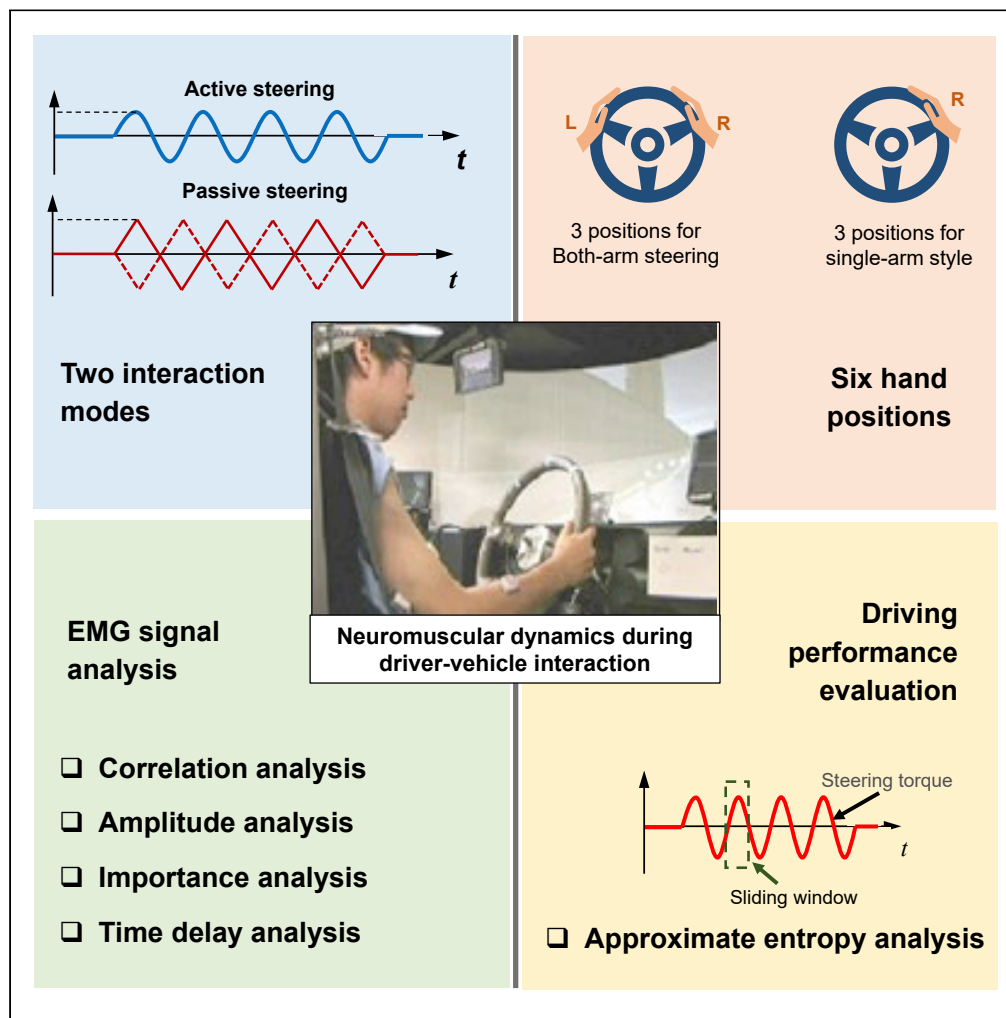 Active steering
t
Passive steering
t
Two interaction
modes
L
R
R
3 positions for
Both-arm steering
3 positions for
single-arm style
Six hand
positions
Neuromuscular dynamics during
driver-vehicle interaction
EMG signal
analysis
❑ Correlation analysis
❑ Amplitude analysis
❑ Importance analysis
❑ Time delay analysis
Driving
performance
evaluation
Steering torque
t
Sliding window
❑ Approximate entropy analysis